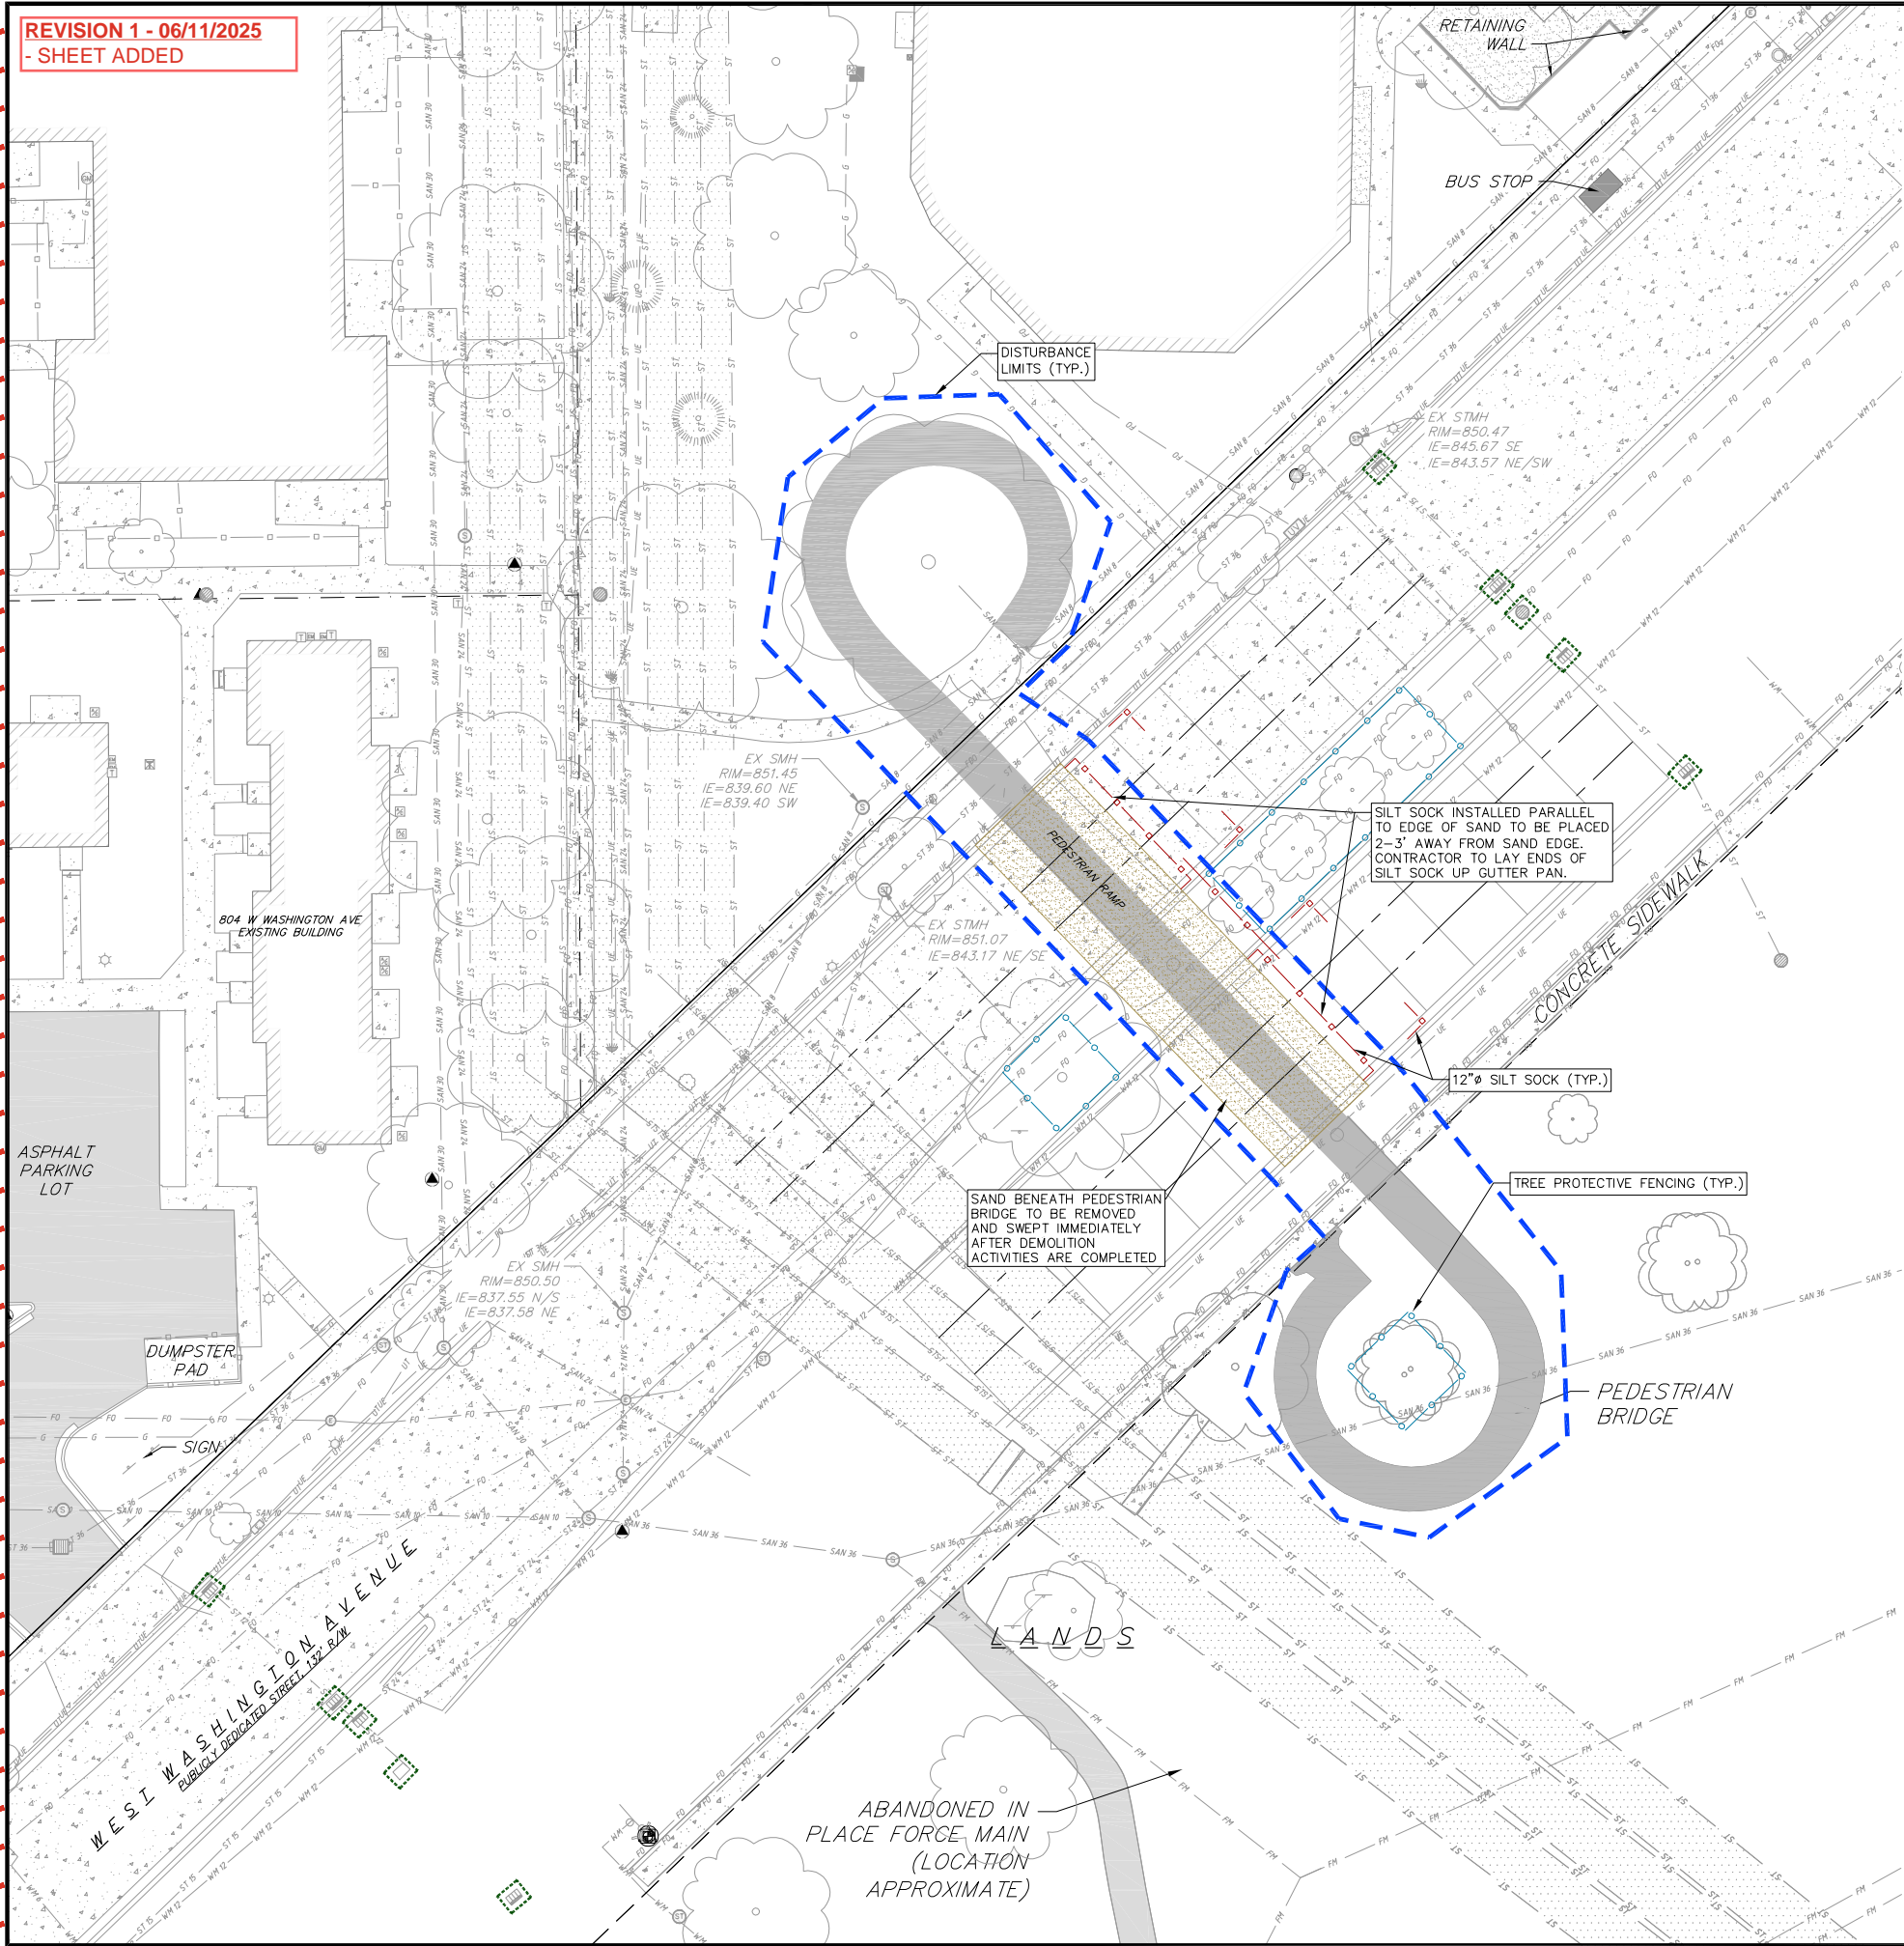 REVISION 1 - 06/11/2025
- SHEET ADDED
RETAINING
WALL
BUS STOP
DISTURBANCE
LIMITS (TYP.)
EX STMH
RIM=850.47
IE=845.67 SE
IE=843.57 NE/SW
EX SMH
RIM=851.45
IE=839.60 NE
IE=839.40 SW
SILT SOCK INSTALLED PARALLEL
TO EDGE OF SAND TO BE PLACED
2-3' AWAY FROM SAND EDGE.
CONTRACTOR TO LAY ENDS OF
SILT SOCK UP GUTTER PAN.
PEDESTRIAN RAMP
804 W WASHINGTON AVE
EXISTING BUILDING
EX STMH
RIM=851.07
IE=843.17 NE/SE
CONCRETE SIDEWALK
12"Ø SILT SOCK (TYP.)
ASPHALT
PARKING
LOT
TREE PROTECTIVE FENCING (TYP.)
SAND BENEATH PEDESTRIAN
BRIDGE TO BE REMOVED
AND SWEPT IMMEDIATELY
AFTER DEMOLITION
ACTIVITIES ARE COMPLETED
EX SMH
RIM=850.50
IE=837.55 N/S
IE=837.58 NE
DUMPSTER
PAD
PEDESTRIAN
BRIDGE
SIGN
WEST WASHINGTON AVENUE
PUBLICLY DEDICATED STREET, 132' R/W
LANDS
ABANDONED IN
PLACE FORCE MAIN
(LOCATION
APPROXIMATE)